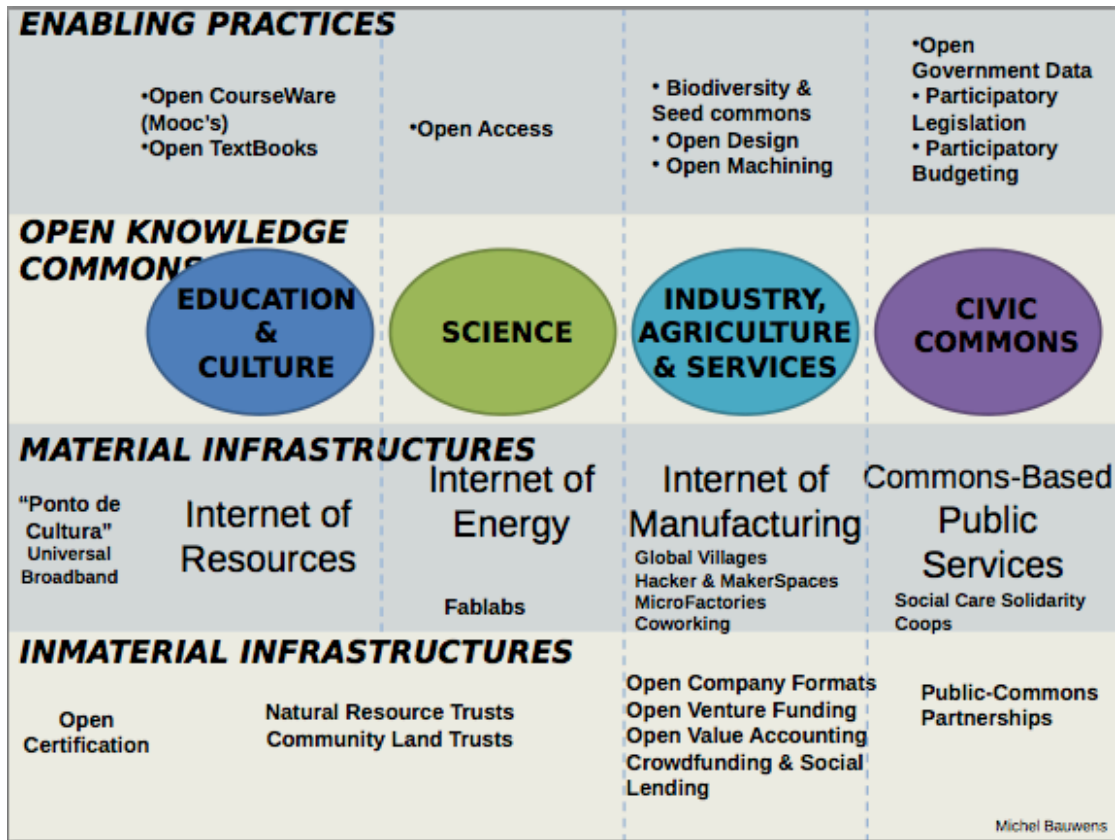 ENABLING PRACTICES
•Open CourseWare
(Mooc's)
•Open TextBooks
•Open Access
• Biodiversity &
Seed commons
• Open Design
• Open Machining
•Open
Government Data
• Participatory
Legislation
• Participatory
Budgeting
OPEN KNOWLEDGE
COMMONS
EDUCATION
&
CULTURE
SCIENCE
INDUSTRY,
AGRICULTURE
& SERVICES
CIVIC
COMMONS
MATERIAL INFRASTRUCTURES
“Ponto de
Cultura”
Universal
Broadband
Internet of
Resources
Internet of
Energy
Fablabs
Internet of
Manufacturing
Global Villages
Hacker & MakerSpaces
MicroFactories
Coworking
Commons-Based
Public
Services
Social Care Solidarity
Coops
INMATERIAL INFRASTRUCTURES
Open
Certification
Natural Resource Trusts
Community Land Trusts
Open Company Formats
Open Venture Funding
Open Value Accounting
Crowdfunding & Social
Lending
Public-Commons
Partnerships
Michel Bauwens